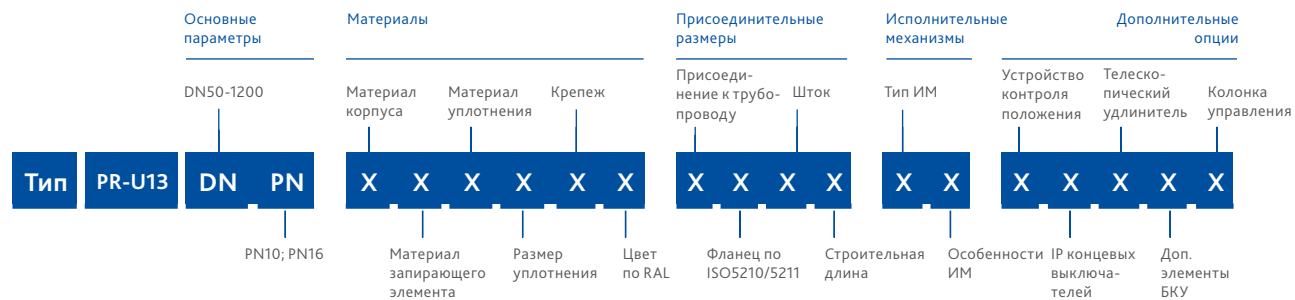 Основные
параметры
Материалы
Присоединительные
размеры
Исполнительные
механизмы
Дополнительные
опции
DN50-1200
Материал
корпуса
Материал
уплотнения
Крепеж
Присоеди-
нение к трубо-
проводу
Шток
Тип ИМ
Устройство
контроля
положения
Телеско-
пический
удлинитель
Колонка
управления
Тип PR-U13 DN PN X X X X X X X X X X X X X X X X X
PN10; PN16
Материал
запирающего
элемента
Размер
уплотнения
Цвет
по RAL
Фланец по
ISO5210/5211
Строительная
длина
Особенности
ИМ
IP концевых
выключа-
телей
Доп.
элементы
БКУ